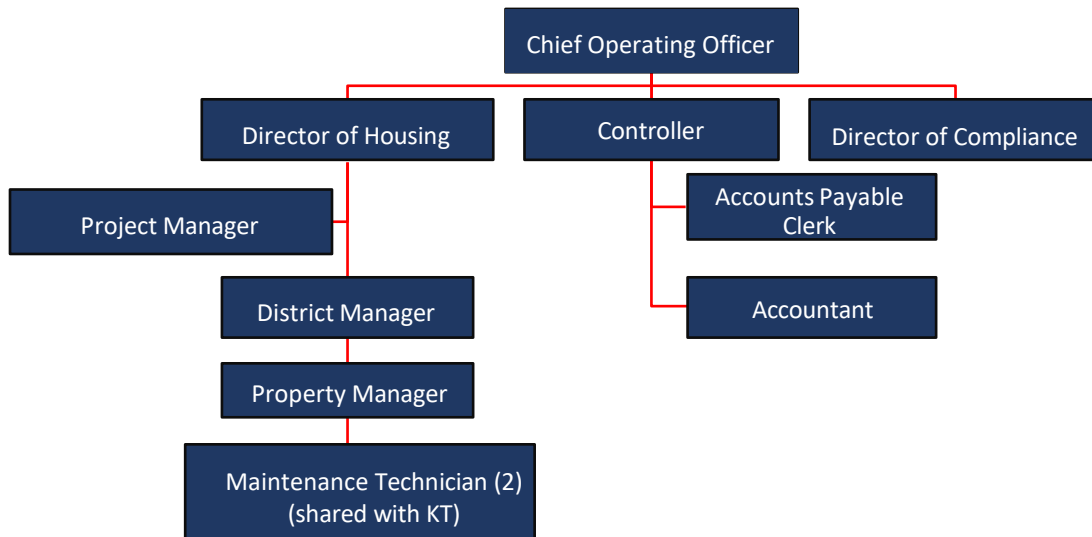 Chief Operating Officer
Director of Housing
Controller
Director of Compliance
Project Manager
Accounts Payable
Clerk
District Manager
Accountant
Property Manager
Maintenance Technician (2)
(shared with KT)